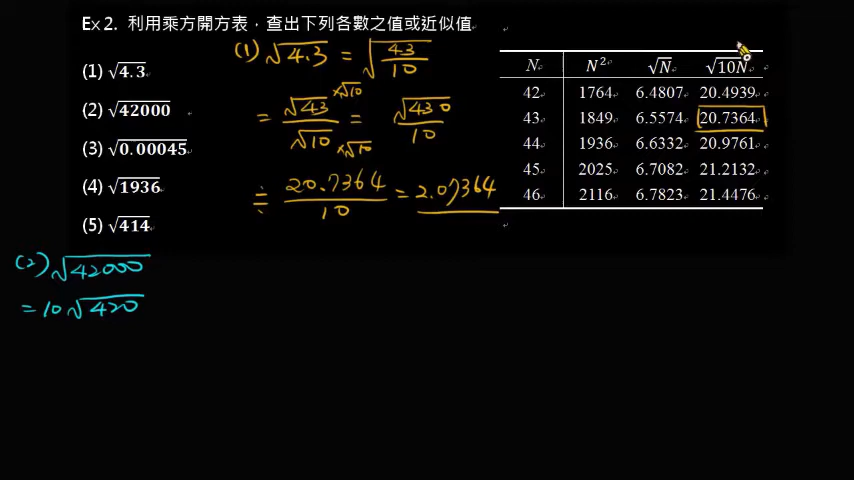 Ex 2. 利用乘方開方表，查出下列各數之值或近似值
(1) √4.3
(2) √42000
(3) √0.00045
(4) √1936
(5) √414
(1) √4.3 = √(43/10)
= √43/√10 ×√10 ×√10 = √430/10
≑ 20.7364/10 = 2.07364
N N² √N √10N
42 1764 6.4807 20.4939
43 1849 6.5574 20.7364
44 1936 6.6332 20.9761
45 2025 6.7082 21.2132
46 2116 6.7823 21.4476
(2) √42000
= 10√420